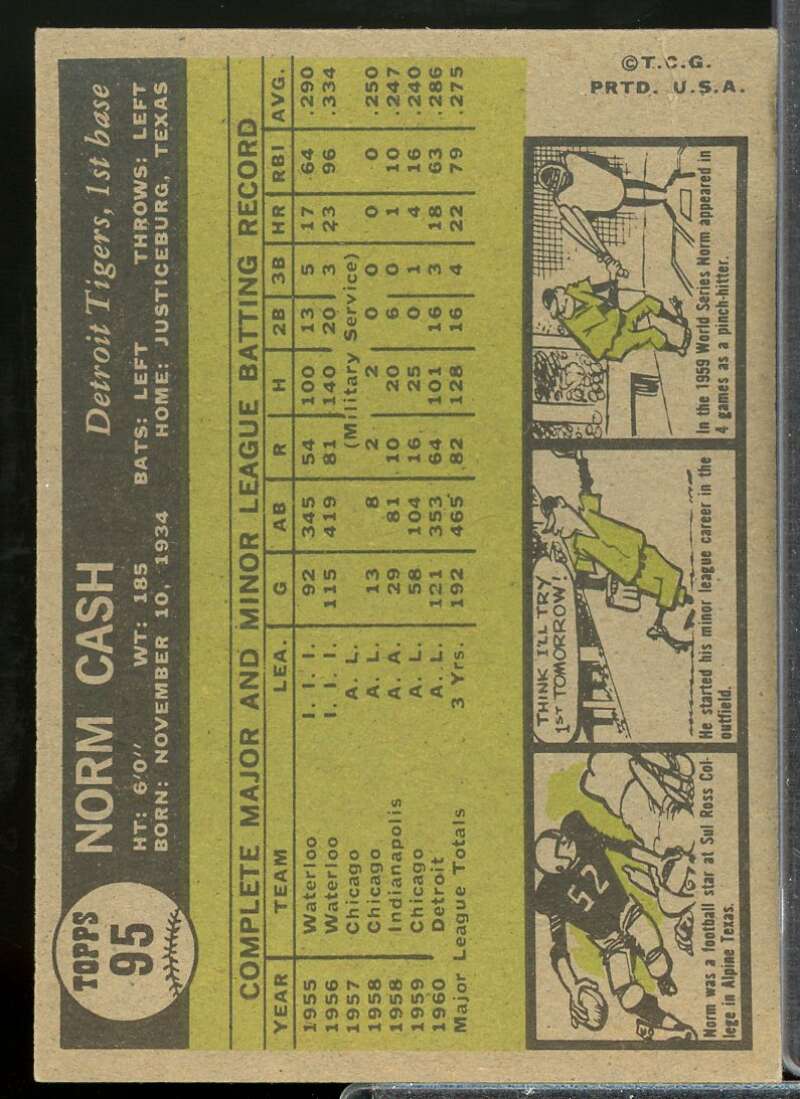 TOPPS
95
NORM CASH
Detroit Tigers, 1st base
HT: 6'0" WT: 185 BATS: LEFT THROWS: LEFT
BORN: NOVEMBER 10, 1934 HOME: JUSTICEBURG, TEXAS
COMPLETE MAJOR AND MINOR LEAGUE BATTING RECORD
YEAR TEAM LEA. G AB R H 2B 3B HR RBI AVG.
1955 Waterloo I. I. I. 92 345 54 100 13 5 17 64 .290
1956 Waterloo I. I. I. 115 419 81 140 20 3 23 96 .334
1957 Chicago A. L. (Military Service)
1958 Chicago A. L. 13 8 2 2 0 0 0 0 .250
1958 Indianapolis A. A. 29 81 10 20 6 0 1 10 .247
1959 Chicago A. L. 58 104 16 25 0 1 4 16 .240
1960 Detroit A. L. 121 353 64 101 16 3 18 63 .286
Major League Totals 3 Yrs. 192 465 82 128 16 4 22 79 .275
52
Norm was a football star at Sul Ross Col-
lege in Alpine Texas.
THINK I'LL TRY
1ST TOMORROW!
He started his minor league career in the
outfield.
In the 1959 World Series Norm appeared in
4 games as a pinch-hitter.
©T.C.G.
PRTD. U.S.A.